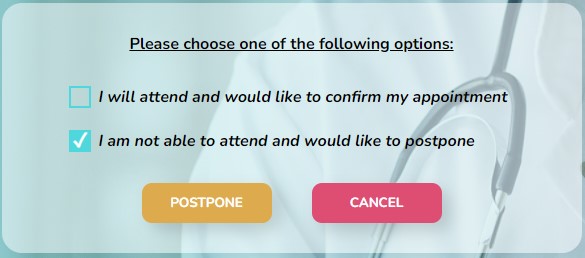 Please choose one of the following options:
I will attend and would like to confirm my appointment
I am not able to attend and would like to postpone
POSTPONE
CANCEL